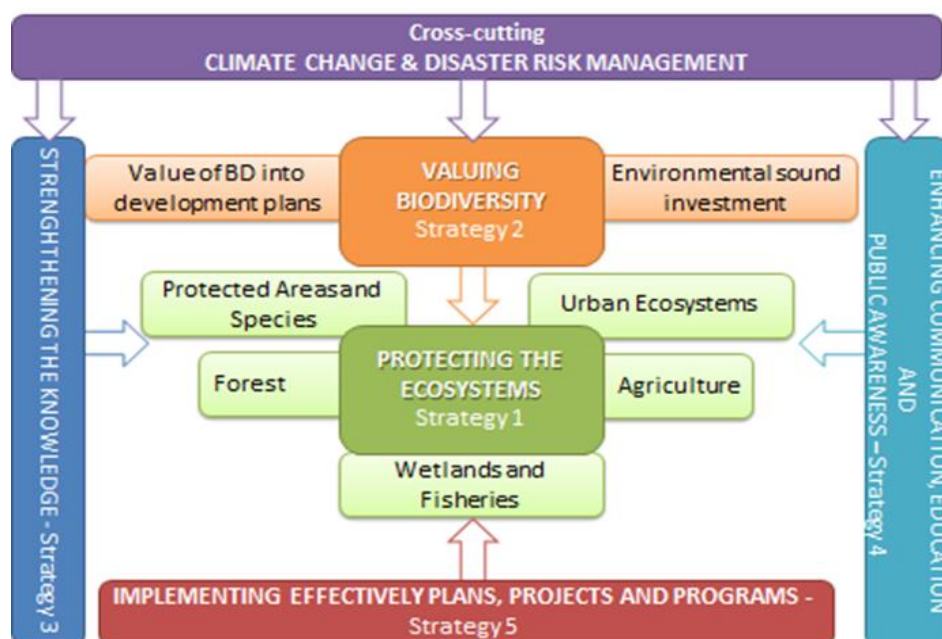 Cross-cutting
CLIMATE CHANGE & DISASTER RISK MANAGEMENT
STRENGHTHENING THE KNOWLEDGE - Strategy 3
Value of BD into
development plans
VALUING
BIODIVERSITY
Strategy 2
Environmental sound
investment
Protected Areas and
Species
Urban Ecosystems
Forest
PROTECTING THE
ECOSYSTEMS
Strategy 1
Agriculture
Wetlands and
Fisheries
ENHANCING COMMUNICATION, EDUCATION
AND
PUBLIC AWARENESS – Strategy 4
IMPLEMENTING EFFECTIVELY PLANS, PROJECTS AND PROGRAMS -
Strategy 5